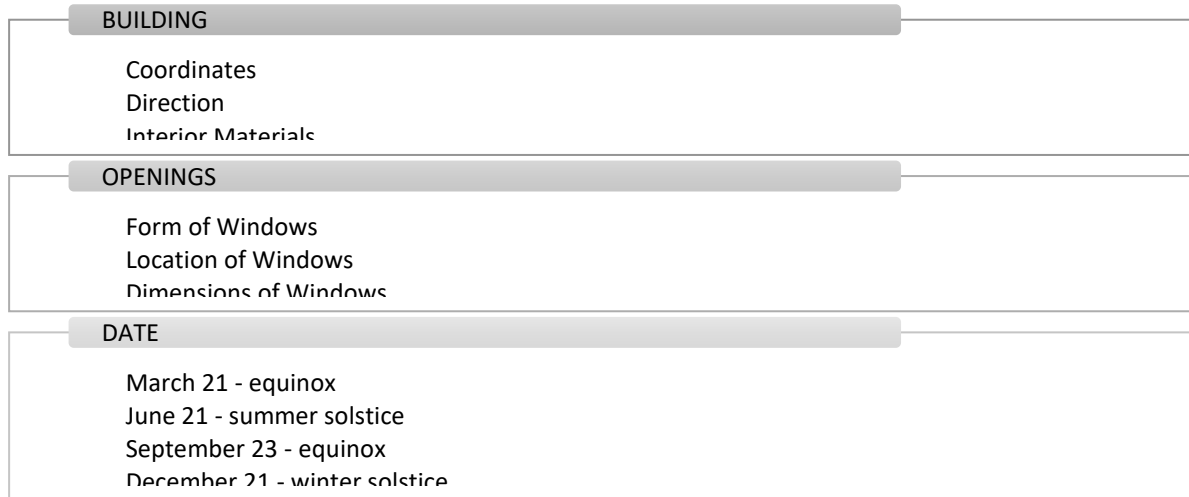 BUILDING
Coordinates
Direction
Interior Materials
OPENINGS
Form of Windows
Location of Windows
Dimensions of Windows
DATE
March 21 - equinox
June 21 - summer solstice
September 23 - equinox
December 21 - winter solstice